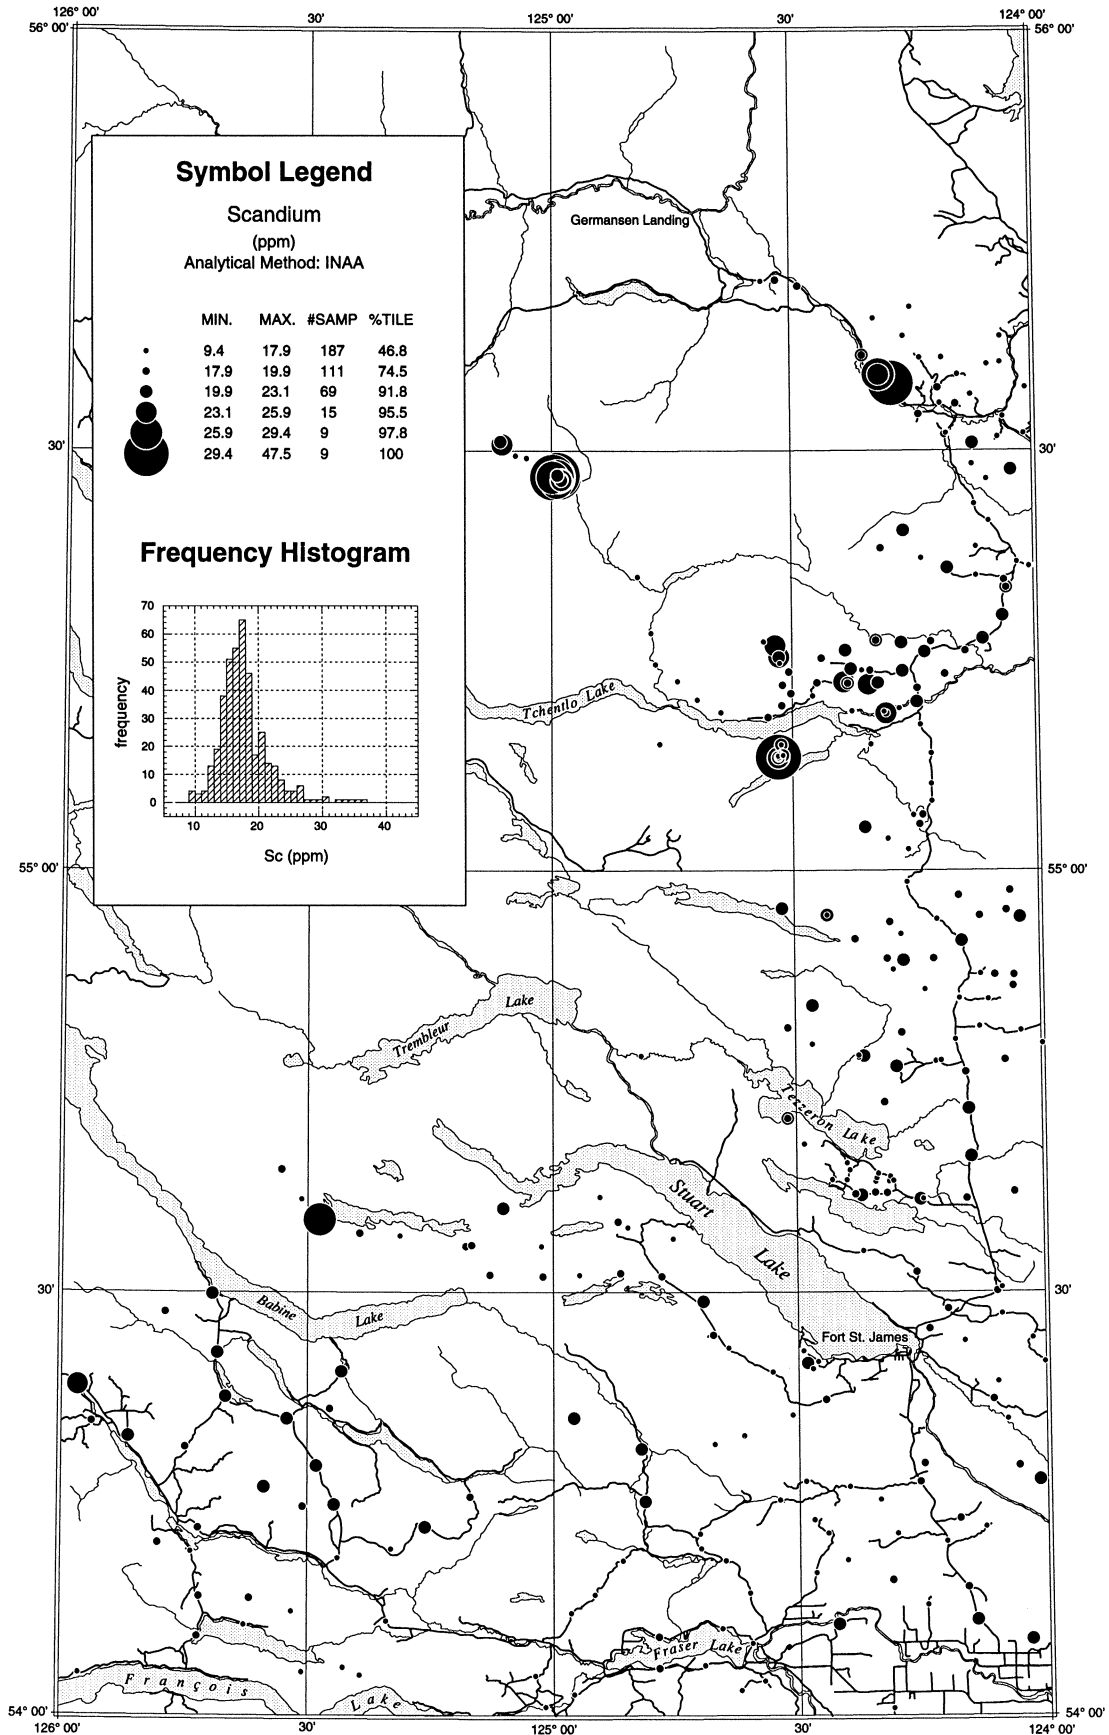 126° 00'
30'
125° 00'
30'
124° 00'
56° 00'
56° 00'
Symbol Legend
Scandium
(ppm)
Analytical Method: INAA
MIN. MAX. #SAMP %TILE
9.4 17.9 187 46.8
17.9 19.9 111 74.5
19.9 23.1 69 91.8
23.1 25.9 15 95.5
25.9 29.4 9 97.8
29.4 47.5 9 100
Germansen Landing
30'
30'
Frequency Histogram
70
60
50
40
30
20
10
0
frequency
10 20 30 40
Sc (ppm)
Tchentlo Lake
55° 00'
55° 00'
Trembleur Lake
Tezzeron Lake
Stuart Lake
30'
30'
Babine Lake
Fort St. James
Fraser Lake
François Lake
54° 00'
54° 00'
126° 00'
30'
125° 00'
30'
124° 00'